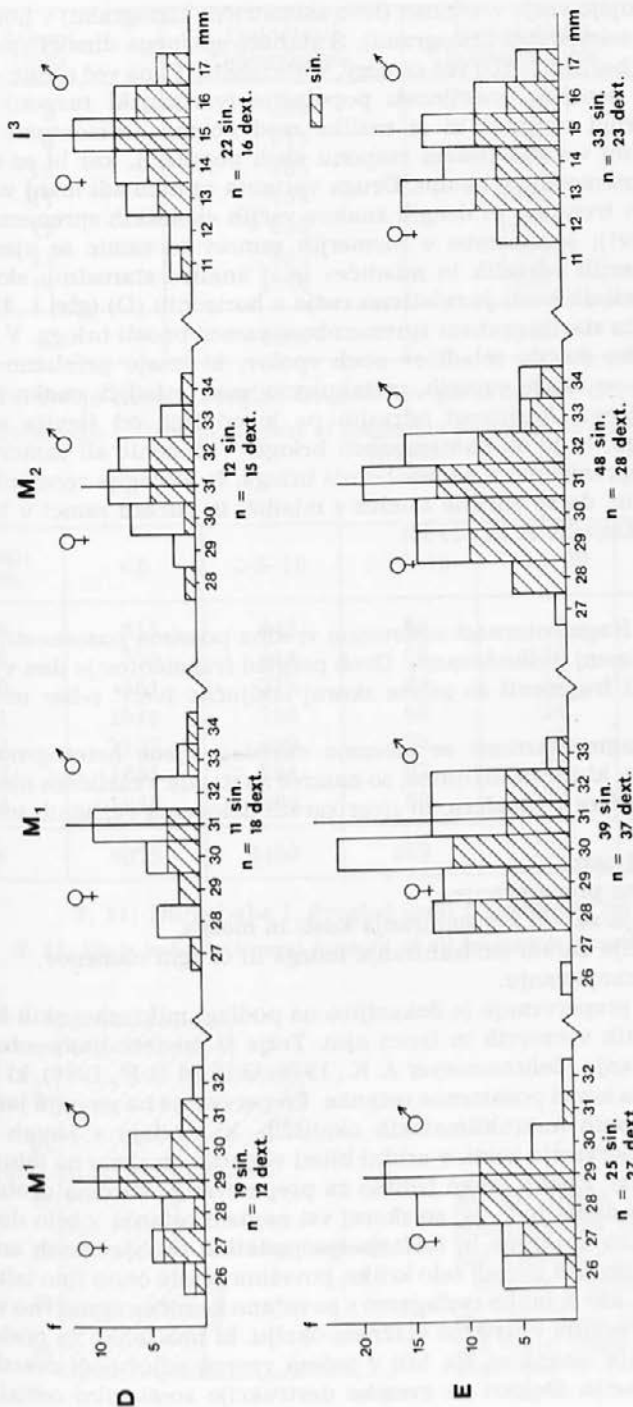 D
f
10
5
M¹ M₁ M₂ I³
♀ ♂ ♀ ♂ ♀ ♂ ♀ ♂
26 27 28 29 30 31 32 27 28 29 30 31 32 33 34 28 29 30 31 32 33 34 11 12 13 14 15 16 17 mm
19 sin. 11 sin. 12 sin. 22 sin.
n = 12 dext. n = 18 dext. n = 15 dext. n = 16 dext.
sin.
E
f
20
15
10
5
♀ ♂ ♀ ♂ ♀ ♂ ♀ ♂
26 27 28 29 30 31 32 26 27 28 29 30 31 32 33 27 28 29 30 31 32 33 34 11 12 13 14 15 16 17
25 sin. 39 sin. 48 sin. 33 sin.
n = 27 dext. n = 37 dext. n = 28 dext. n = 23 dext.